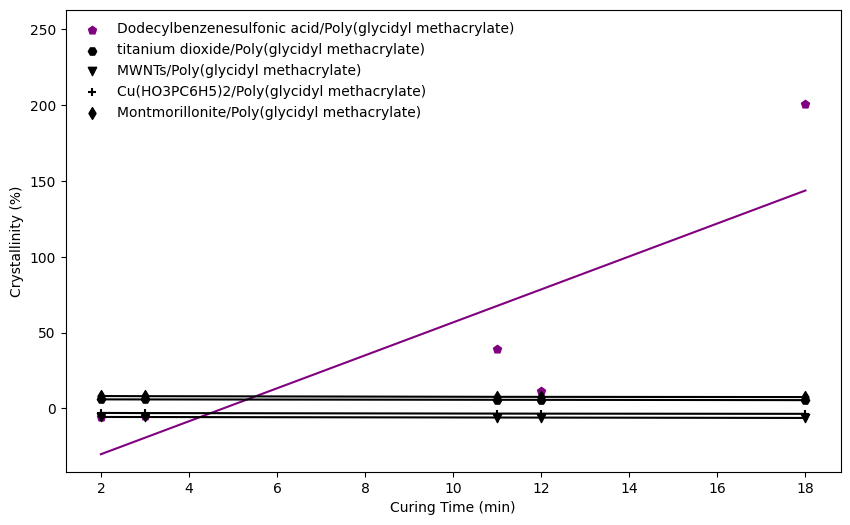 Dodecylbenzenesulfonic acid/Poly(glycidyl methacrylate)
titanium dioxide/Poly(glycidyl methacrylate)
MWNTs/Poly(glycidyl methacrylate)
Cu(HO3PC6H5)2/Poly(glycidyl methacrylate)
Montmorillonite/Poly(glycidyl methacrylate)
250
200
150
100
50
0
Crystallinity (%)
2 4 6 8 10 12 14 16 18
Curing Time (min)